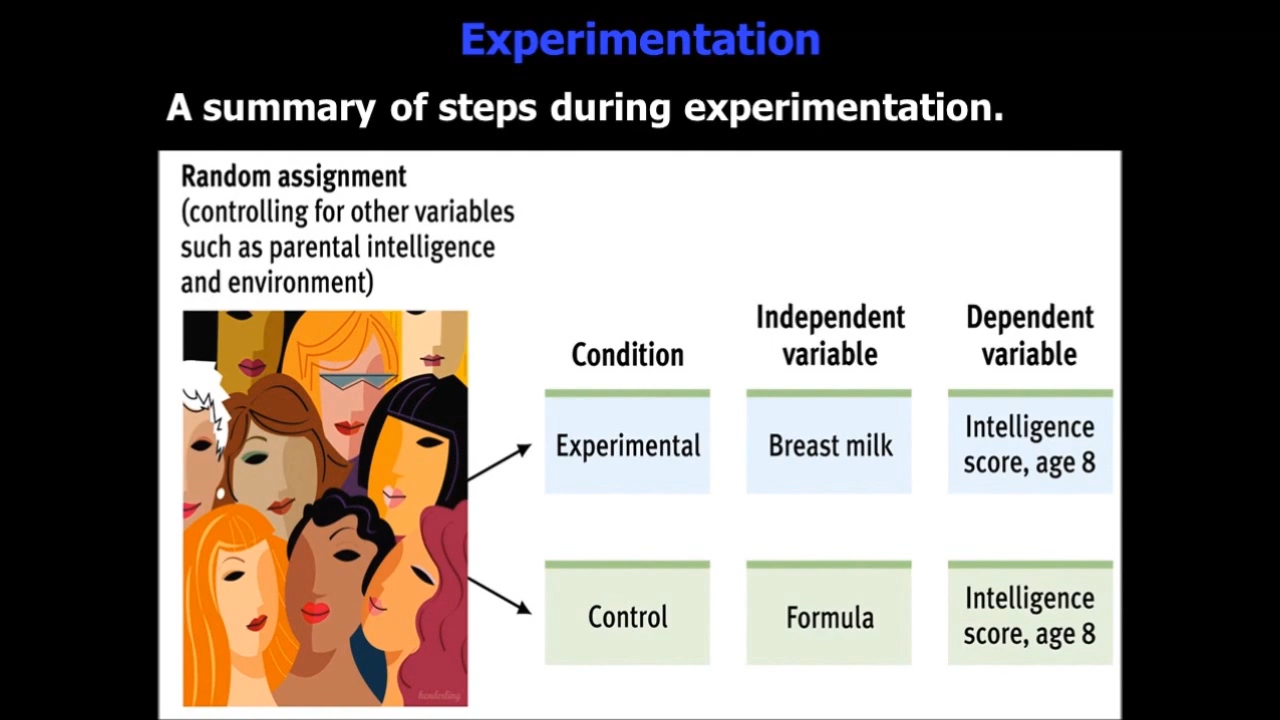 Experimentation
A summary of steps during experimentation.
Random assignment
(controlling for other variables
such as parental intelligence
and environment)
Condition
Independent
variable
Dependent
variable
Experimental
Breast milk
Intelligence
score, age 8
Control
Formula
Intelligence
score, age 8